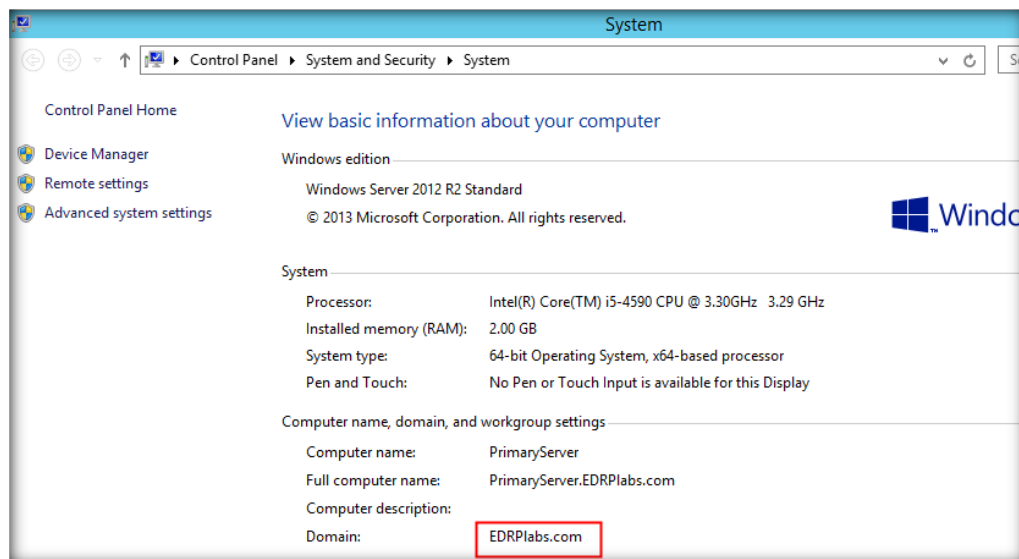 System
Control Panel ▸ System and Security ▸ System
Control Panel Home
Device Manager
Remote settings
Advanced system settings
View basic information about your computer
Windows edition
Windows Server 2012 R2 Standard
© 2013 Microsoft Corporation. All rights reserved.
System
Processor: Intel(R) Core(TM) i5-4590 CPU @ 3.30GHz 3.29 GHz
Installed memory (RAM): 2.00 GB
System type: 64-bit Operating System, x64-based processor
Pen and Touch: No Pen or Touch Input is available for this Display
Computer name, domain, and workgroup settings
Computer name: PrimaryServer
Full computer name: PrimaryServer.EDRPlabs.com
Computer description:
Domain: EDRPlabs.com